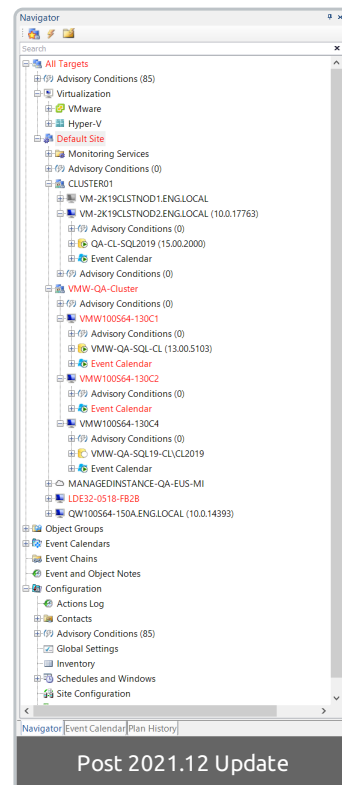 Navigator
Search
All Targets
Advisory Conditions (85)
Virtualization
VMware
Hyper-V
Default Site
Monitoring Services
Advisory Conditions (0)
CLUSTER01
VM-2K19CLSTNOD1.ENG.LOCAL
VM-2K19CLSTNOD2.ENG.LOCAL (10.0.17763)
Advisory Conditions (0)
QA-CL-SQL2019 (15.00.2000)
Event Calendar
Advisory Conditions (0)
VMW-QA-Cluster
Advisory Conditions (0)
VMW100S64-130C1
Advisory Conditions (0)
VMW-QA-SQL-CL (13.00.5103)
Event Calendar
VMW100S64-130C2
Advisory Conditions (0)
Event Calendar
VMW100S64-130C4
Advisory Conditions (0)
VMW-QA-SQL19-CL\CL2019
Event Calendar
MANAGEDINSTANCE-QA-EUS-MI
LDE32-0518-FB2B
QW100S64-150A.ENG.LOCAL (10.0.14393)
Object Groups
Event Calendars
Event Chains
Event and Object Notes
Configuration
Actions Log
Contacts
Advisory Conditions (85)
Global Settings
Inventory
Schedules and Windows
Site Configuration
Navigator Event Calendar Plan History
Post 2021.12 Update